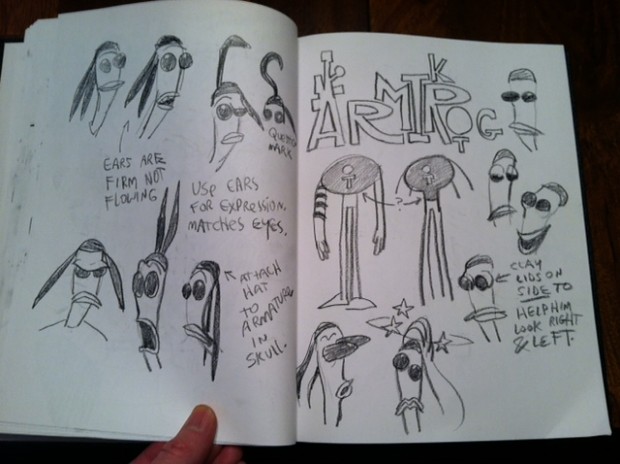 QUESTION
MARK
EARS ARE
FIRM NOT
FLOWING
USE EARS
FOR EXPRESSION.
MATCHES EYES.
ATTACH
HAT
TO
ARMATURE
IN
SKULL.
ARMIKROG
?
CLAY
LIDS ON
SIDE TO
HELP HIM
LOOK RIGHT
& LEFT.